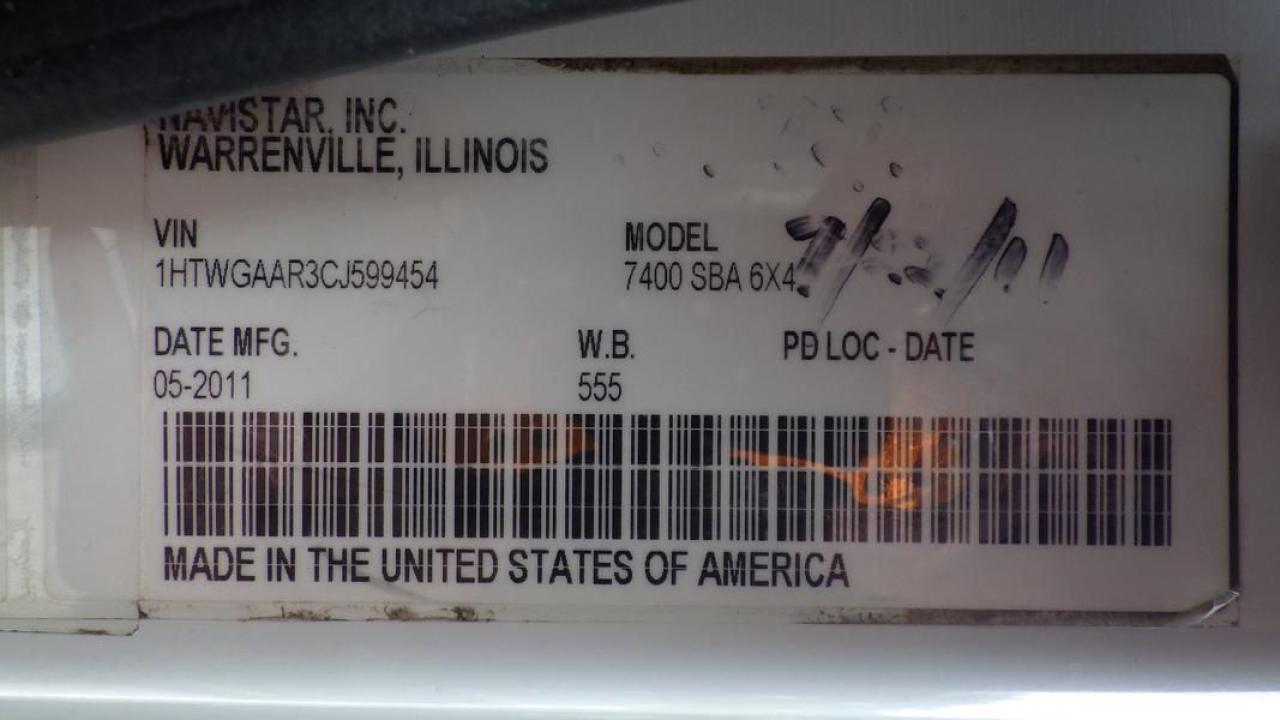 NAVISTAR, INC.
WARRENVILLE, ILLINOIS
VIN MODEL
1HTWGAAR3CJ599454 7400 SBA 6X4
DATE MFG. W.B. PD LOC - DATE
05-2011 555
MADE IN THE UNITED STATES OF AMERICA